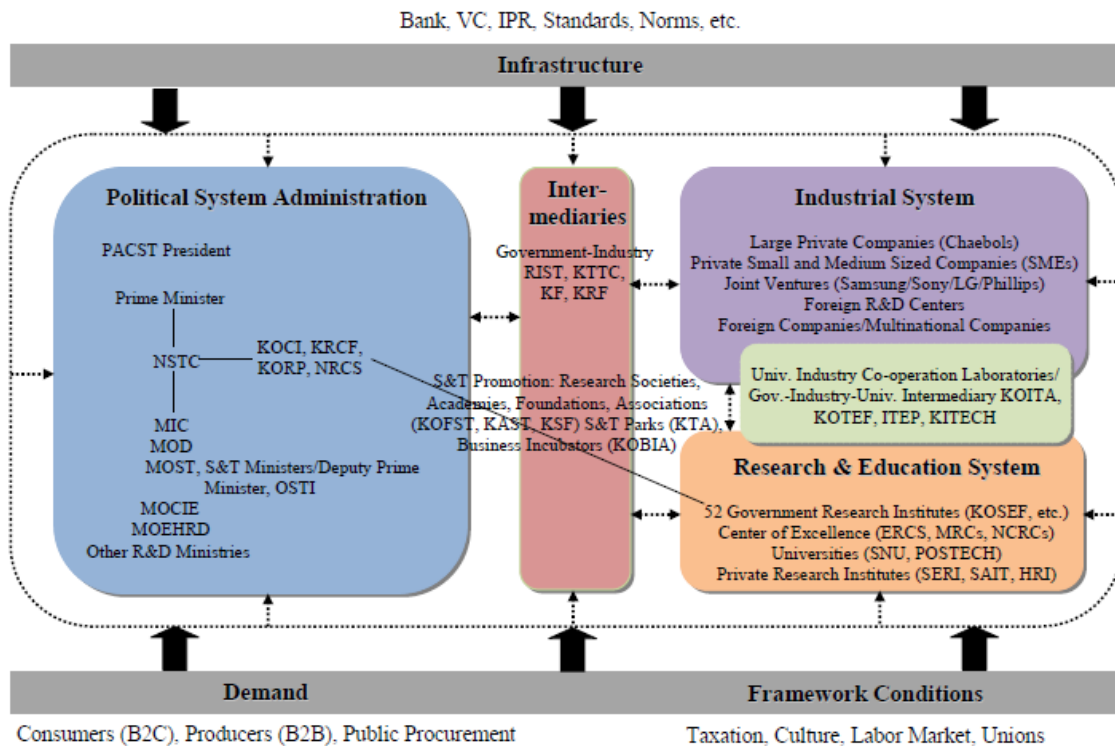 Bank, VC, IPR, Standards, Norms, etc.
Infrastructure
Political System Administration
PACST President
Prime Minister
NSTC
KOCI, KRCF,
KORP, NRCS
MIC
MOD
MOST, S&T Ministers/Deputy Prime
Minister, OSTI
MOCIE
MOEHRD
Other R&D Ministries
Inter-
mediaries
Government-Industry
RIST, KTTC,
KF, KRF
S&T Promotion: Research Societies,
Academies, Foundations, Associations
(KOFST, KAST, KSF) S&T Parks (KTA),
Business Incubators (KOBIA)
Industrial System
Large Private Companies (Chaebols)
Private Small and Medium Sized Companies (SMEs)
Joint Ventures (Samsung/Sony/LG/Phillips)
Foreign R&D Centers
Foreign Companies/Multinational Companies
Univ. Industry Co-operation Laboratories/
Gov.-Industry-Univ. Intermediary KOITA,
KOTEF, ITEP, KITECH
Research & Education System
52 Government Research Institutes (KOSEF, etc.)
Center of Excellence (ERCS, MRCs, NCRCs)
Universities (SNU, POSTECH)
Private Research Institutes (SERI, SAIT, HRI)
Demand
Framework Conditions
Consumers (B2C), Producers (B2B), Public Procurement
Taxation, Culture, Labor Market, Unions